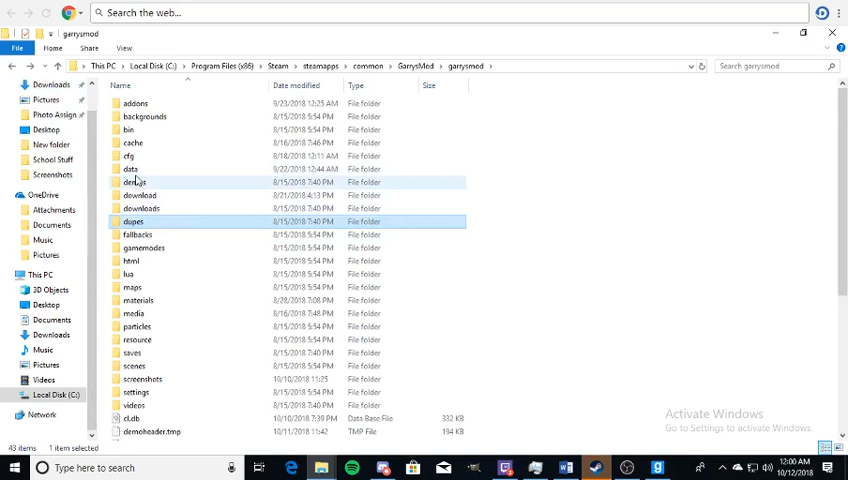 Search the web...
garrysmod
File Home Share View
This PC Local Disk (C:) Program Files (x86) Steam steamapps common GarrysMod garrysmod Search garrysmod
Name Date modified Type Size
Downloads
Pictures
Photo Assign
Desktop
New folder
School Stuff
Screenshots
OneDrive
Attachments
Documents
Music
Pictures
This PC
3D Objects
Desktop
Documents
Downloads
Music
Pictures
Videos
Local Disk (C:)
Network
addons 9/23/2018 12:25 AM File folder
backgrounds 8/15/2018 5:54 PM File folder
bin 8/15/2018 5:54 PM File folder
cache 8/16/2018 7:46 PM File folder
cfg 8/18/2018 12:11 AM File folder
data 9/22/2018 12:44 AM File folder
demos 8/15/2018 7:40 PM File folder
download 8/21/2018 4:13 PM File folder
downloads 8/15/2018 7:40 PM File folder
dupes 8/15/2018 7:40 PM File folder
fallbacks 8/15/2018 5:54 PM File folder
gamemodes 8/15/2018 5:54 PM File folder
html 8/15/2018 5:54 PM File folder
lua 8/15/2018 5:54 PM File folder
maps 8/15/2018 5:54 PM File folder
materials 8/28/2018 7:08 PM File folder
media 8/16/2018 7:48 PM File folder
particles 8/15/2018 5:54 PM File folder
resource 8/15/2018 5:54 PM File folder
saves 8/15/2018 7:40 PM File folder
scenes 8/15/2018 5:54 PM File folder
screenshots 10/10/2018 11:25 File folder
settings 8/15/2018 5:54 PM File folder
videos 8/15/2018 7:40 PM File folder
cl.db 10/10/2018 7:39 PM Data Base File 332 KB
demoheader.tmp 10/11/2018 11:42 TMP File 194 KB
Activate Windows
Go to Settings to activate Windows.
43 items 1 item selected
Type here to search
12:00 AM
10/12/2018